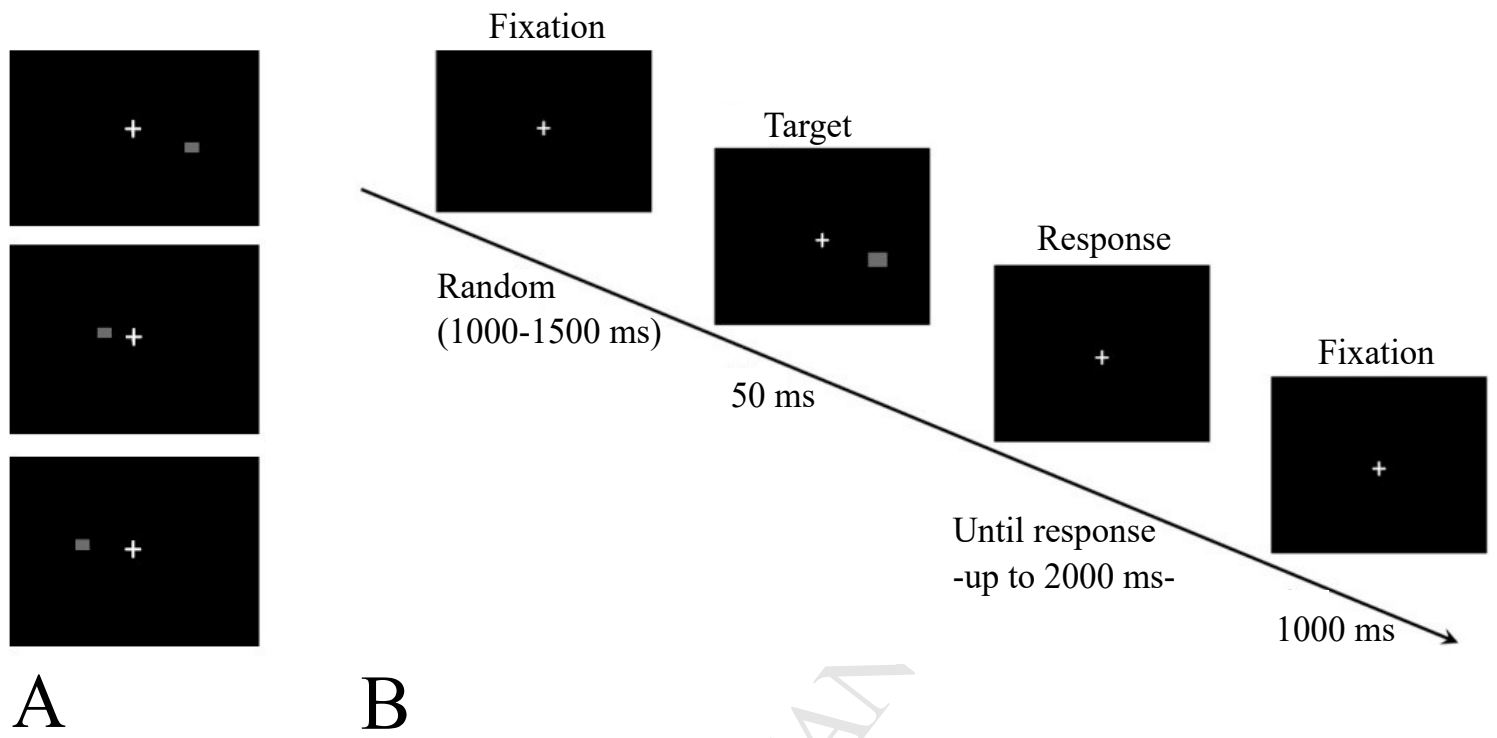 Fixation
Target
Response
Fixation
Random
(1000-1500 ms)
50 ms
Until response
-up to 2000 ms-
1000 ms
A
B